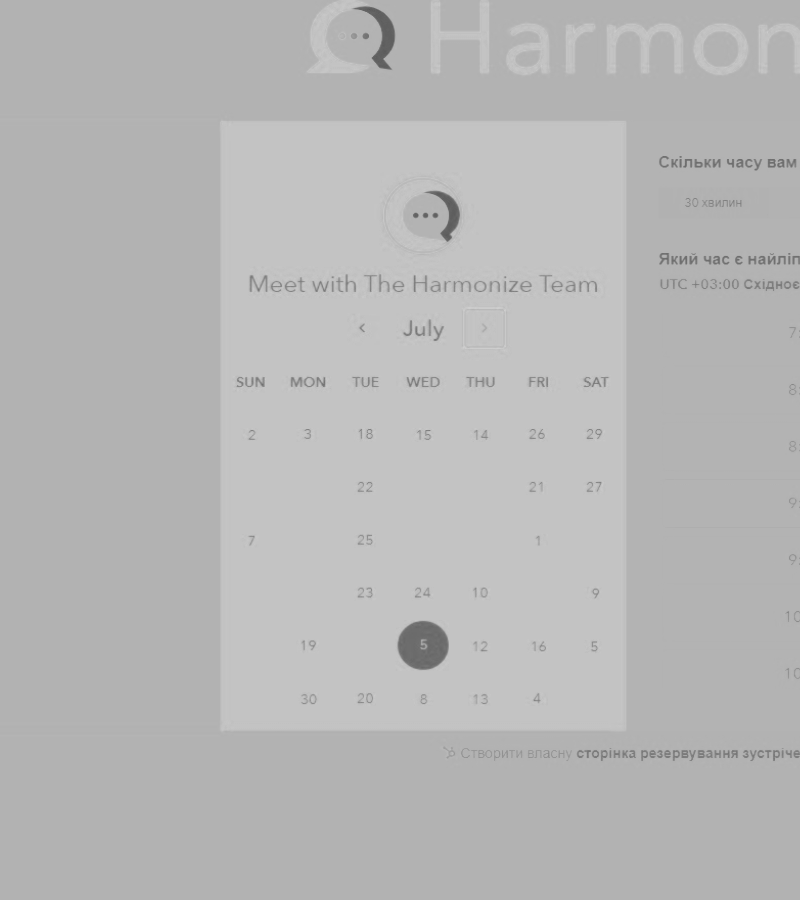 Harmon
Скільки часу вам
30 хвилин
Meet with The Harmonize Team
Який час є найліп
UTC +03:00 Східноє
July
SUN MON TUE WED THU FRI SAT
2 3 18 15 14 26 29
22 21 27
7 25 1
23 24 10 9
19 5 12 16 5
30 20 8 13 4
7:
8:
8:
9:
9:
10
10
Створити власну сторінка резервування зустріче